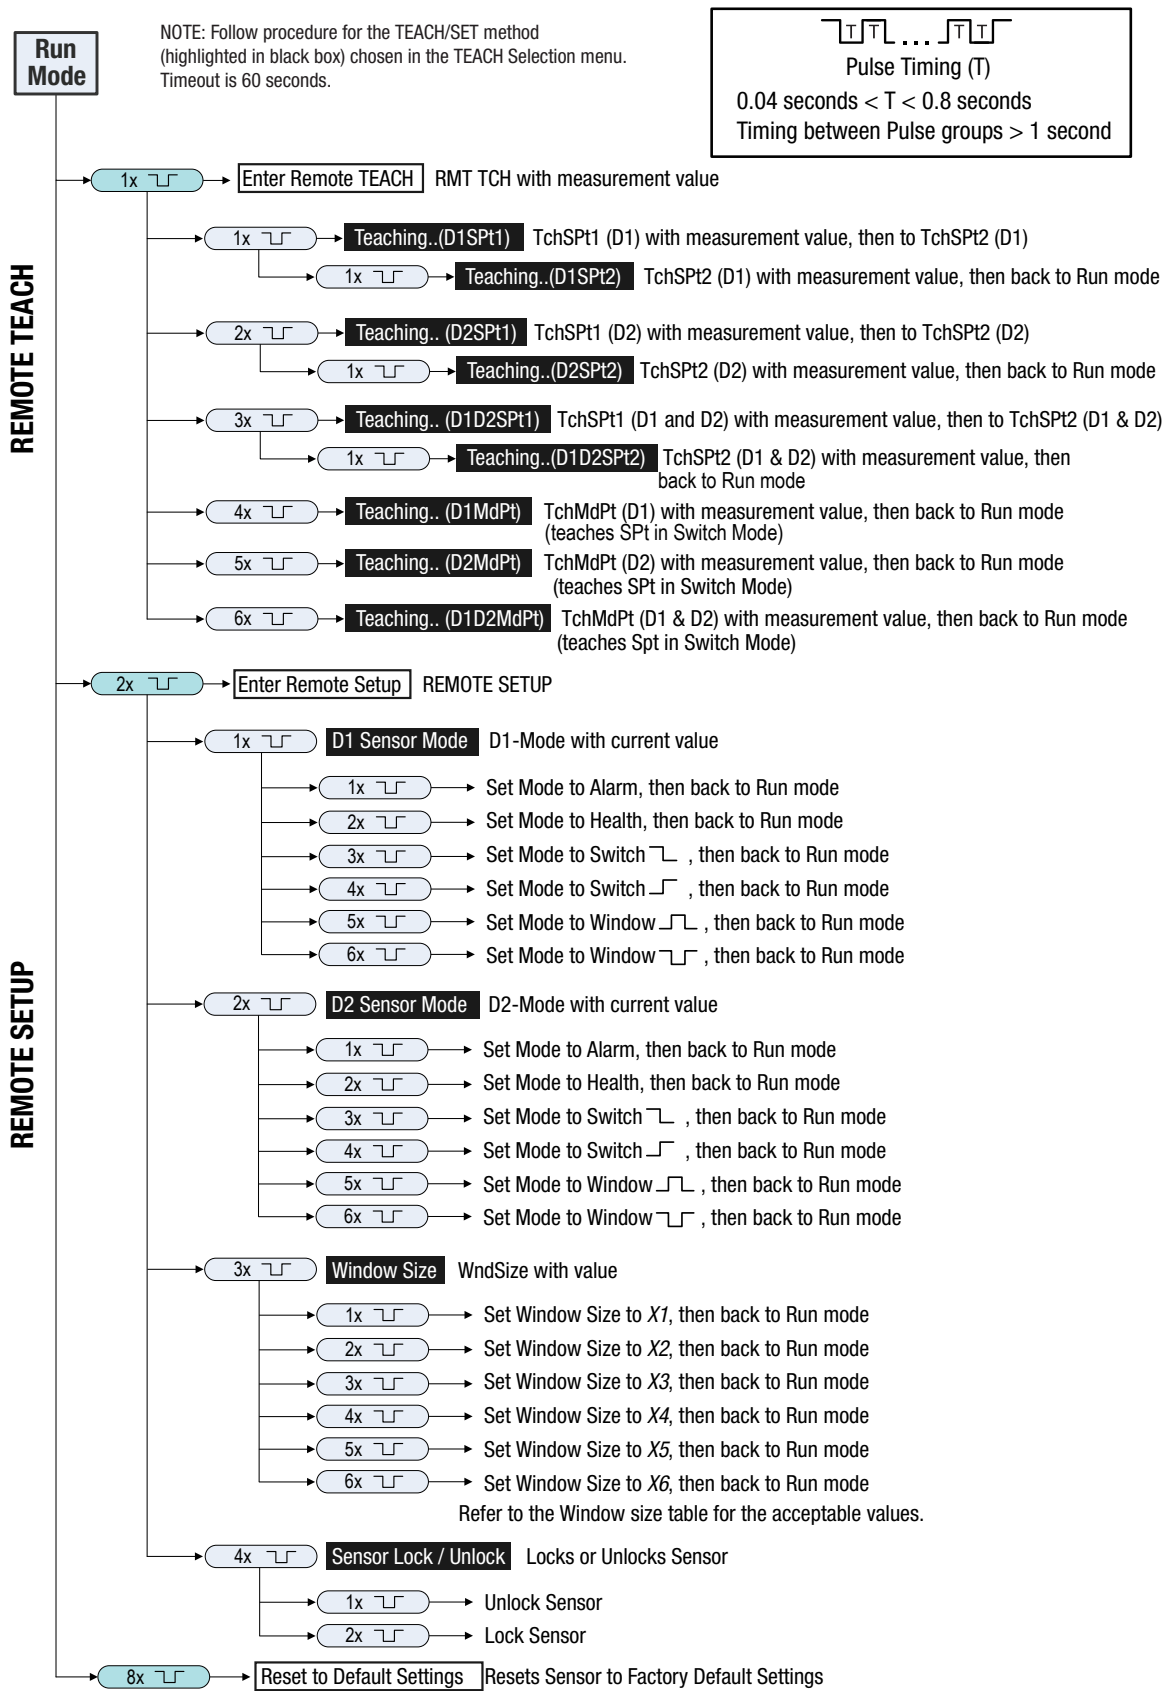 Run
Mode
NOTE: Follow procedure for the TEACH/SET method
(highlighted in black box) chosen in the TEACH Selection menu.
Timeout is 60 seconds.
T T . . . . T T
Pulse Timing (T)
0.04 seconds < T < 0.8 seconds
Timing between Pulse groups > 1 second
REMOTE TEACH
1x Enter Remote TEACH RMT TCH with measurement value
1x Teaching..(D1SPt1) TchSPt1 (D1) with measurement value, then to TchSPt2 (D1)
1x Teaching..(D1SPt2) TchSPt2 (D1) with measurement value, then back to Run mode
2x Teaching.. (D2SPt1) TchSPt1 (D2) with measurement value, then to TchSPt2 (D2)
1x Teaching..(D2SPt2) TchSPt2 (D2) with measurement value, then back to Run mode
3x Teaching..(D1D2SPt1) TchSPt1 (D1 and D2) with measurement value, then to TchSPt2 (D1 & D2)
1x Teaching..(D1D2SPt2) TchSPt2 (D1 & D2) with measurement value, then
back to Run mode
4x Teaching.. (D1MdPt) TchMdPt (D1) with measurement value, then back to Run mode
(teaches SPt in Switch Mode)
5x Teaching.. (D2MdPt) TchMdPt (D2) with measurement value, then back to Run mode
(teaches SPt in Switch Mode)
6x Teaching.. (D1D2MdPt) TchMdPt (D1 & D2) with measurement value, then back to Run mode
(teaches Spt in Switch Mode)
REMOTE SETUP
2x Enter Remote Setup REMOTE SETUP
1x D1 Sensor Mode D1-Mode with current value
1x Set Mode to Alarm, then back to Run mode
2x Set Mode to Health, then back to Run mode
3x Set Mode to Switch , then back to Run mode
4x Set Mode to Switch , then back to Run mode
5x Set Mode to Window , then back to Run mode
6x Set Mode to Window , then back to Run mode
2x D2 Sensor Mode D2-Mode with current value
1x Set Mode to Alarm, then back to Run mode
2x Set Mode to Health, then back to Run mode
3x Set Mode to Switch , then back to Run mode
4x Set Mode to Switch , then back to Run mode
5x Set Mode to Window , then back to Run mode
6x Set Mode to Window , then back to Run mode
3x Window Size WndSize with value
1x Set Window Size to X1, then back to Run mode
2x Set Window Size to X2, then back to Run mode
3x Set Window Size to X3, then back to Run mode
4x Set Window Size to X4, then back to Run mode
5x Set Window Size to X5, then back to Run mode
6x Set Window Size to X6, then back to Run mode
Refer to the Window size table for the acceptable values.
4x Sensor Lock / Unlock Locks or Unlocks Sensor
1x Unlock Sensor
2x Lock Sensor
8x Reset to Default Settings Resets Sensor to Factory Default Settings